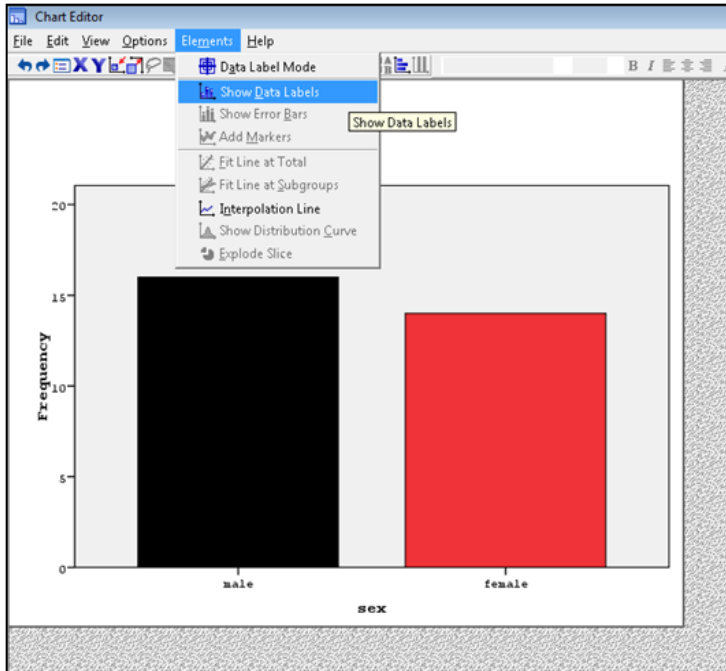 Chart Editor
File Edit View Options Elements Help
B I
Data Label Mode
Show Data Labels
Show Error Bars
Show Data Labels
Add Markers
Fit Line at Total
Fit Line at Subgroups
Interpolation Line
Show Distribution Curve
Explode Slice
20
15
Frequency
10
5
0
male female
sex